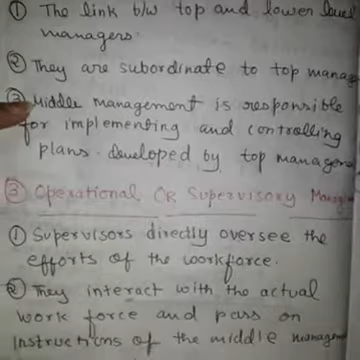 ① The link b/w top and lower level
managers.
② They are subordinate to top manag
③ Middle management is responsible
for implementing and controlling
plans. developed by top manage
③ Operational OR Supervisory Manag
① Supervisors directly oversee the
efforts of the workforce.
② They interact with the actual
work force and pass on
instructions of the middle manage